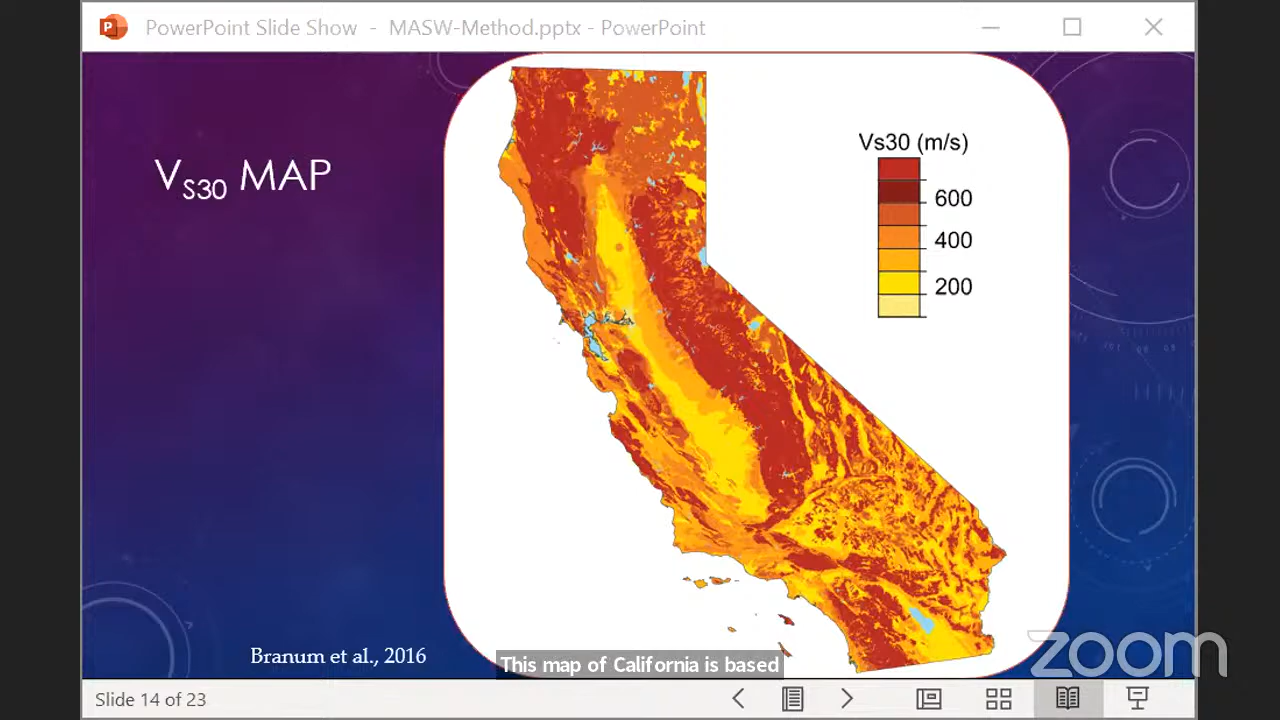 PowerPoint Slide Show - MASW-Method.pptx - PowerPoint
VS30 MAP
Vs30 (m/s)
600
400
200
Branum et al., 2016
This map of California is based
zoom
Slide 14 of 23